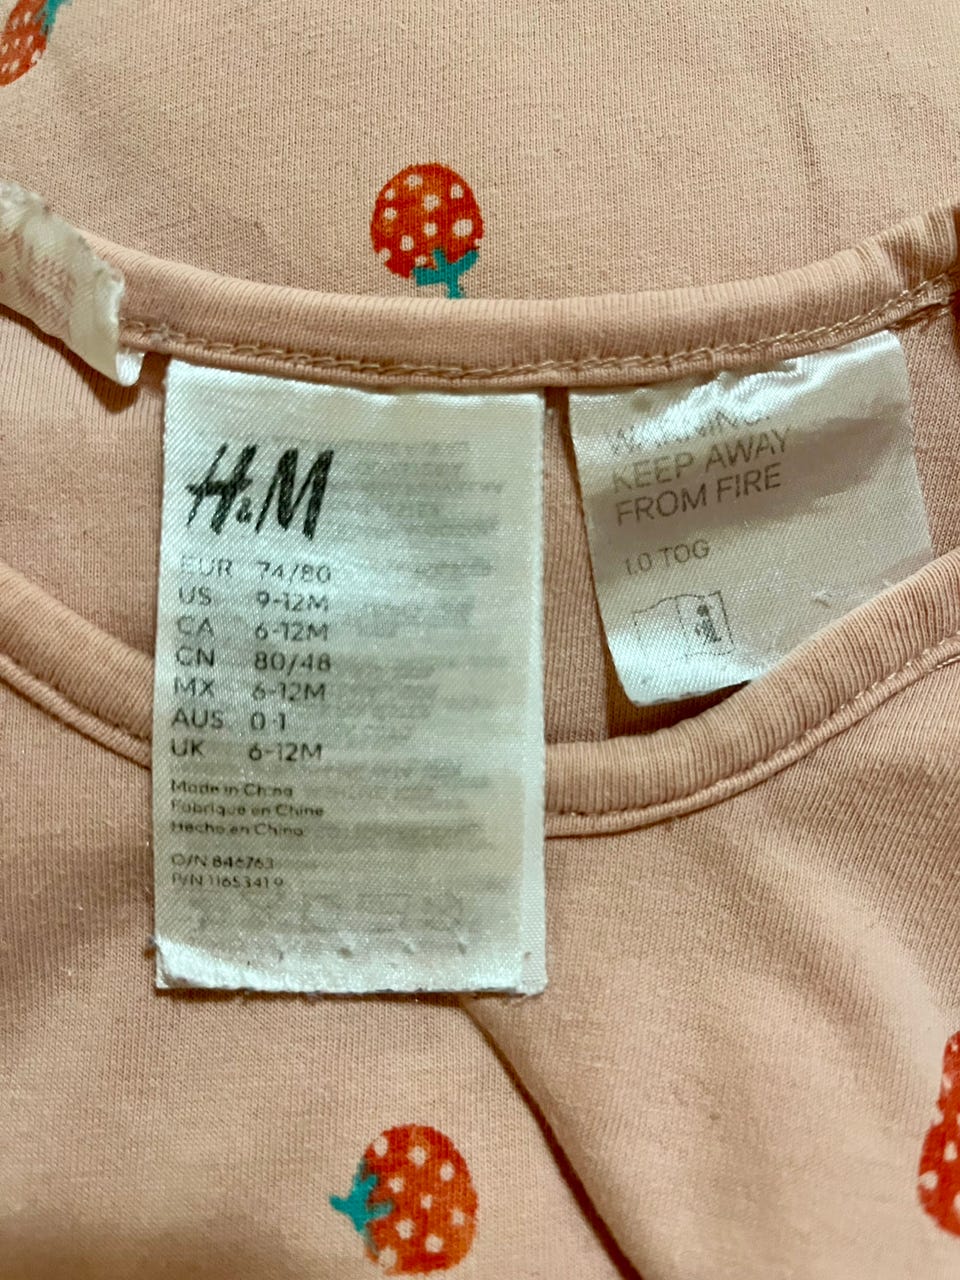 H&M
EUR 74/80
US 9-12M
CA 6-12M
CN 80/48
MX 6-12M
AUS 0-1
UK 6-12M
Made in China
Fabriqué en Chine
Hecho en China
O/N 846763
P/N 11653419
WARNING:
KEEP AWAY
FROM FIRE
1.0 TOG